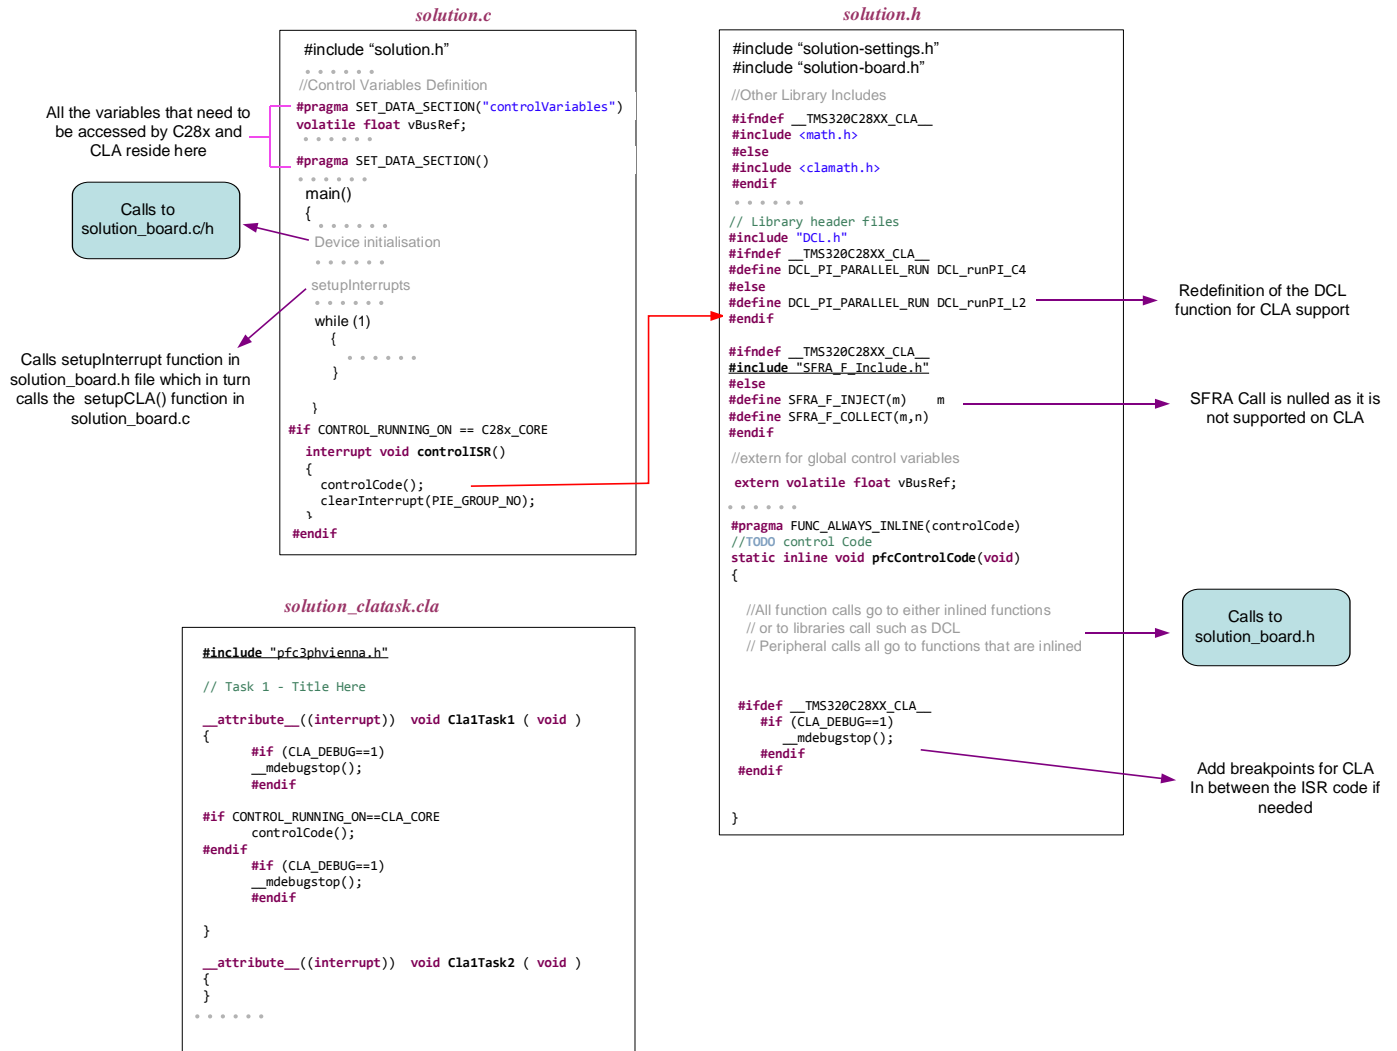 solution.c
#include “solution.h”
//Control Variables Definition
#pragma SET_DATA_SECTION("controlVariables")
volatile float vBusRef;
#pragma SET_DATA_SECTION()
main()
{
Device initialisation
setupInterrupts
while (1)
{
}
}
#if CONTROL_RUNNING_ON == C28x_CORE
interrupt void controlISR()
{
controlCode();
clearInterrupt(PIE_GROUP_NO);
}
#endif
All the variables that need to
be accessed by C28x and
CLA reside here
Calls to
solution_board.c/h
Calls setupInterrupt function in
solution_board.h file which in turn
calls the setupCLA() function in
solution_board.c
solution_clatask.cla
#include "pfc3phvienna.h"
// Task 1 - Title Here
__attribute__((interrupt)) void Cla1Task1 ( void )
{
#if (CLA_DEBUG==1)
__mdebugstop();
#endif
#if CONTROL_RUNNING_ON==CLA_CORE
controlCode();
#endif
#if (CLA_DEBUG==1)
__mdebugstop();
#endif
}
__attribute__((interrupt)) void Cla1Task2 ( void )
{
}
solution.h
#include “solution-settings.h”
#include “solution-board.h”
//Other Library Includes
#ifndef __TMS320C28XX_CLA__
#include <math.h>
#else
#include <clamath.h>
#endif
// Library header files
#include "DCL.h"
#ifndef __TMS320C28XX_CLA__
#define DCL_PI_PARALLEL_RUN DCL_runPI_C4
#else
#define DCL_PI_PARALLEL_RUN DCL_runPI_L2
#endif
#ifndef __TMS320C28XX_CLA__
#include "SFRA_F_Include.h"
#else
#define SFRA_F_INJECT(m) m
#define SFRA_F_COLLECT(m,n)
#endif
//extern for global control variables
extern volatile float vBusRef;
#pragma FUNC_ALWAYS_INLINE(controlCode)
//TODO control Code
static inline void pfcControlCode(void)
{
//All function calls go to either inlined functions
// or to libraries call such as DCL
// Peripheral calls all go to functions that are inlined
#ifdef __TMS320C28XX_CLA__
#if (CLA_DEBUG==1)
__mdebugstop();
#endif
#endif
}
Redefinition of the DCL
function for CLA support
SFRA Call is nulled as it is
not supported on CLA
Calls to
solution_board.h
Add breakpoints for CLA
In between the ISR code if
needed